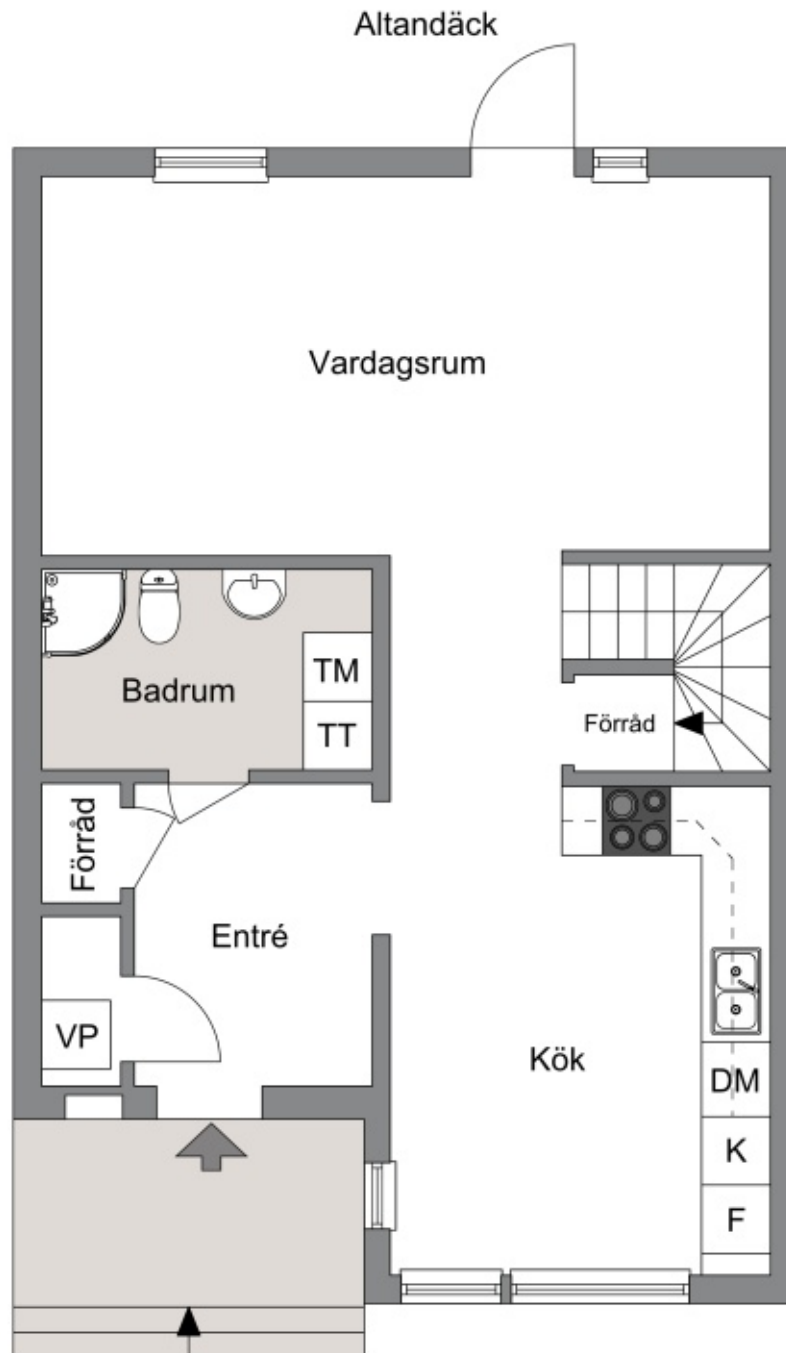 Altandäck
Vardagsrum
Badrum
TM
TT
Förråd
Förråd
Entré
VP
Kök
DM
K
F